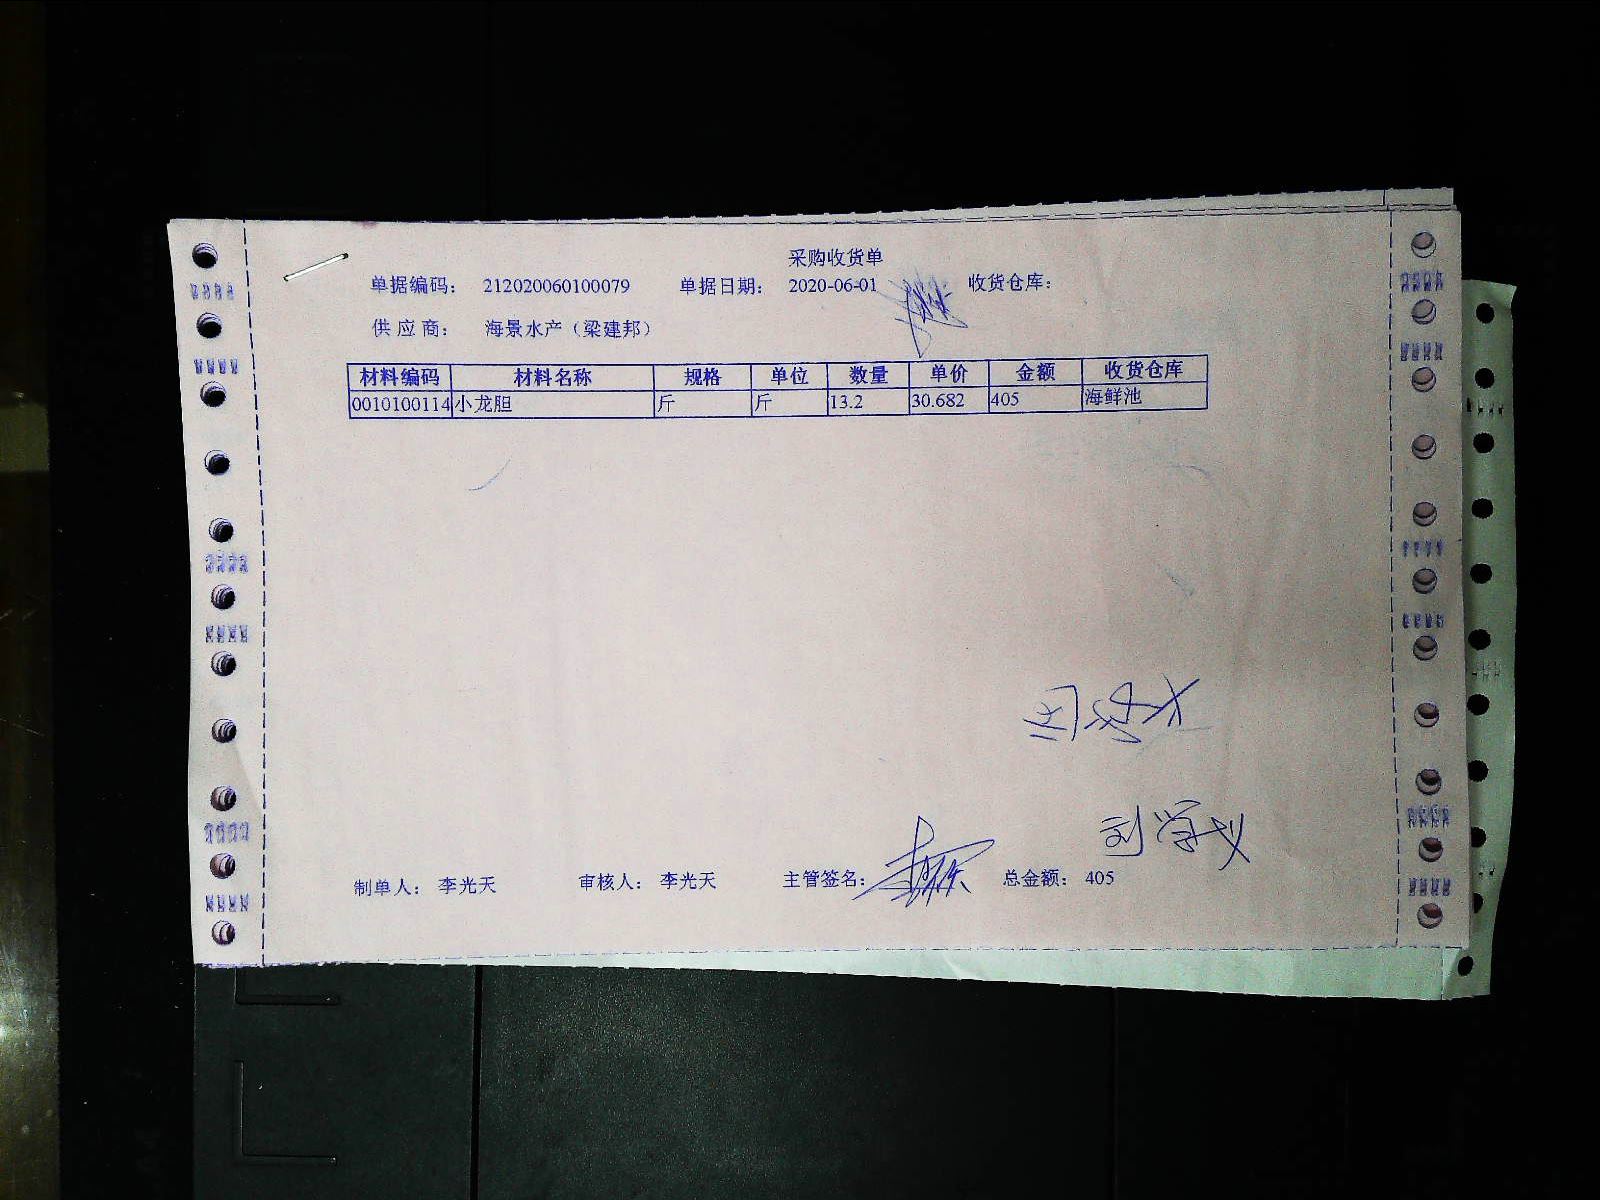 采购收货单
单据编码： 212020060100079 单据日期： 2020-06-01 收货仓库：
供 应 商： 海景水产（梁建邦）
材料编码 材料名称 规格 单位 数量 单价 金额 收货仓库
0010100114 小龙胆 斤 斤 13.2 30.682 405 海鲜池
刘学义
制单人： 李光天 审核人： 李光天 主管签名： 总金额： 405